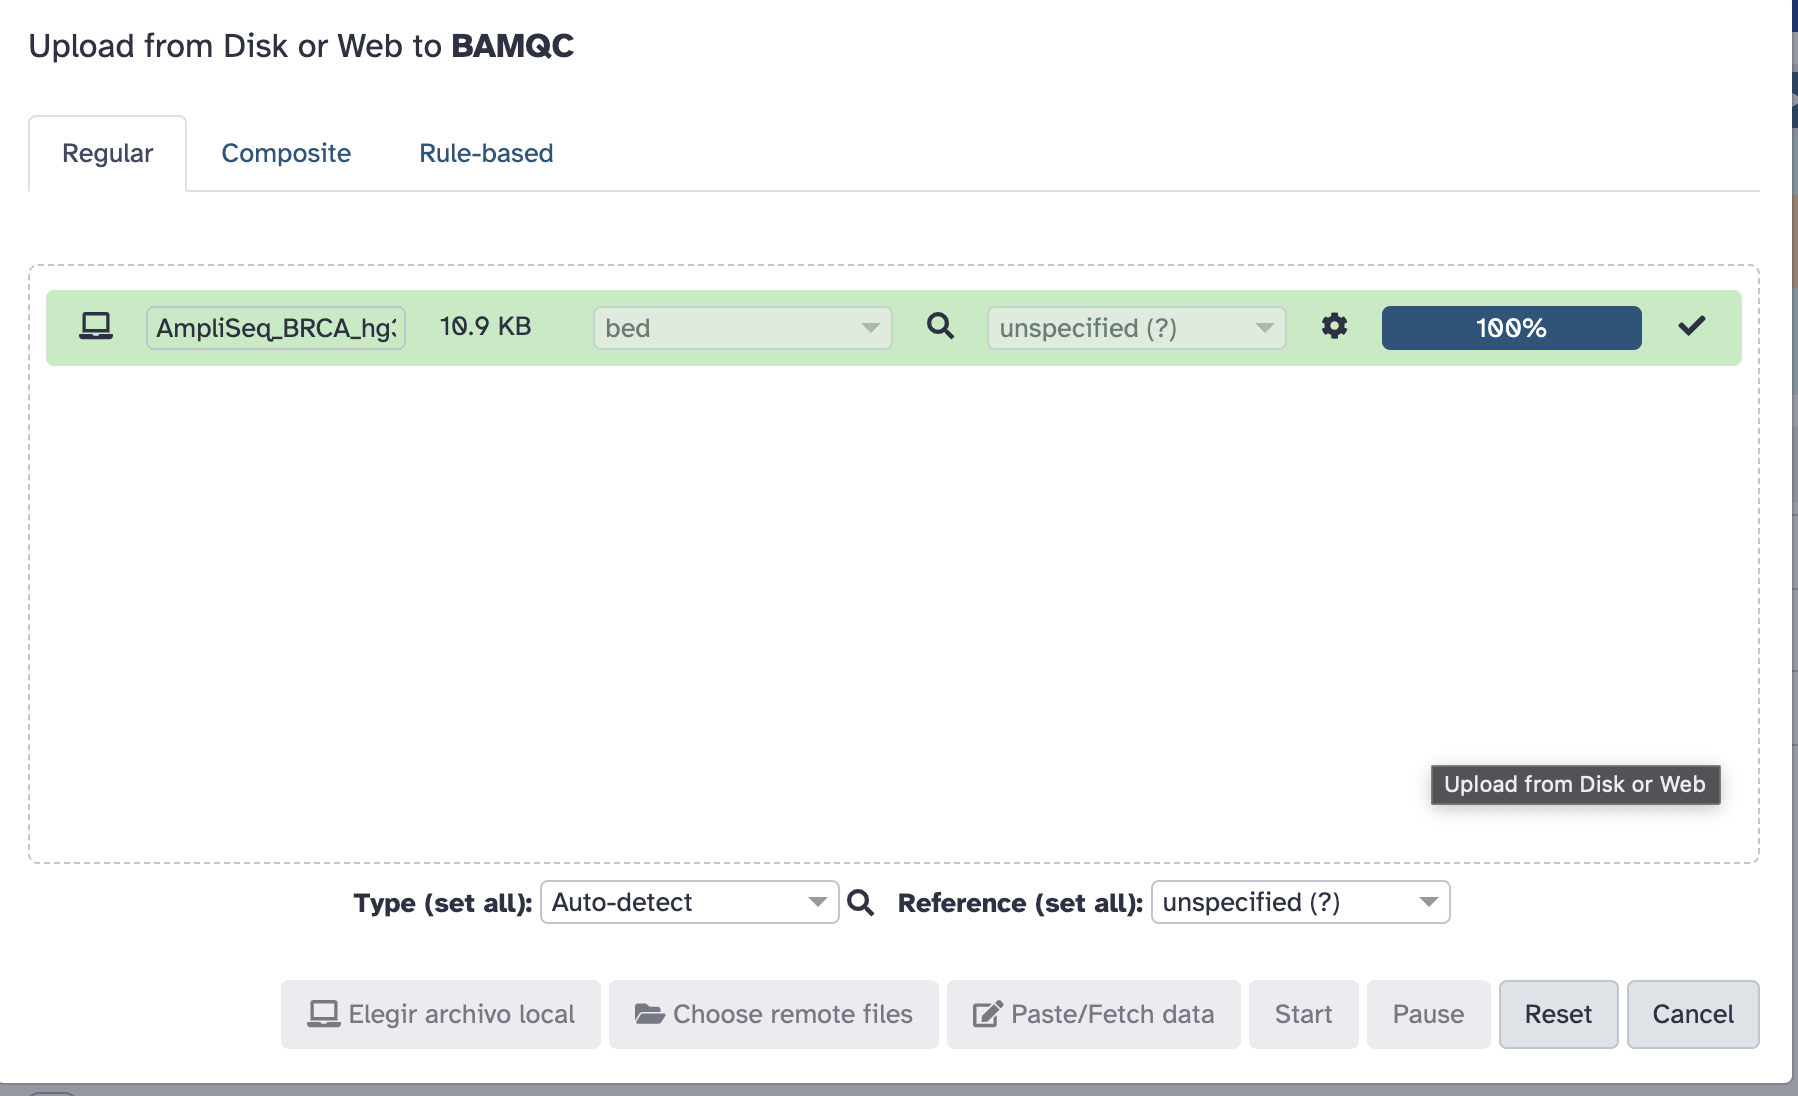 Upload from Disk or Web to BAMQC
Regular Composite Rule-based
AmpliSeq_BRCA_hg 10.9 KB bed unspecified (?) 100%
Upload from Disk or Web
Type (set all): Auto-detect Reference (set all): unspecified (?)
Elegir archivo local Choose remote files Paste/Fetch data Start Pause Reset Cancel